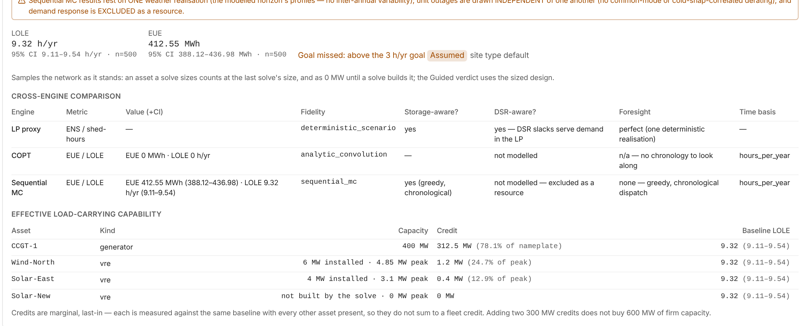 Sequential MC results rest on ONE weather realisation (the modelled horizon's profiles — no inter-annual variability), unit outages are drawn INDEPENDENT of one another (no common-mode or cold-snap-correlated derating), and
demand response is EXCLUDED as a resource.
LOLE EUE
9.32 h/yr 412.55 MWh
95% CI 9.11–9.54 h/yr · n=500 95% CI 388.12–436.98 MWh · n=500 Goal missed: above the 3 h/yr goal Assumed site type default
Samples the network as it stands: an asset a solve sizes counts at the last solve's size, and as 0 MW until a solve builds it; the Guided verdict uses the sized design.
CROSS-ENGINE COMPARISON
Engine Metric Value (+CI) Fidelity Storage-aware? DSR-aware? Foresight Time basis
LP proxy ENS / shed-hours — deterministic_scenario yes yes — DSR slacks serve demand in the LP perfect (one deterministic realisation) —
COPT EUE / LOLE EUE 0 MWh · LOLE 0 h/yr analytic_convolution — not modelled n/a — no chronology to look along hours_per_year
Sequential MC EUE / LOLE EUE 412.55 MWh (388.12–436.98) · LOLE 9.32 h/yr (9.11–9.54) sequential_mc yes (greedy, chronological) not modelled — excluded as a resource none — greedy, chronological dispatch hours_per_year
EFFECTIVE LOAD-CARRYING CAPABILITY
Asset Kind Capacity Credit Baseline LOLE
CCGT-1 generator 400 MW 312.5 MW (78.1% of nameplate) 9.32 (9.11–9.54)
Wind-North vre 6 MW installed · 4.85 MW peak 1.2 MW (24.7% of peak) 9.32 (9.11–9.54)
Solar-East vre 4 MW installed · 3.1 MW peak 0.4 MW (12.9% of peak) 9.32 (9.11–9.54)
Solar-New vre not built by the solve · 0 MW peak 0 MW 9.32 (9.11–9.54)
Credits are marginal, last-in — each is measured against the same baseline with every other asset present, so they do not sum to a fleet credit. Adding two 300 MW credits does not buy 600 MW of firm capacity.